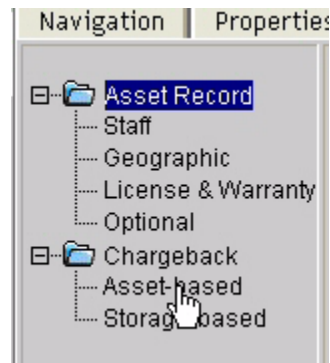 Navigation Properties
Asset Record
Staff
Geographic
License & Warranty
Optional
Chargeback
Asset-based
Storage-based